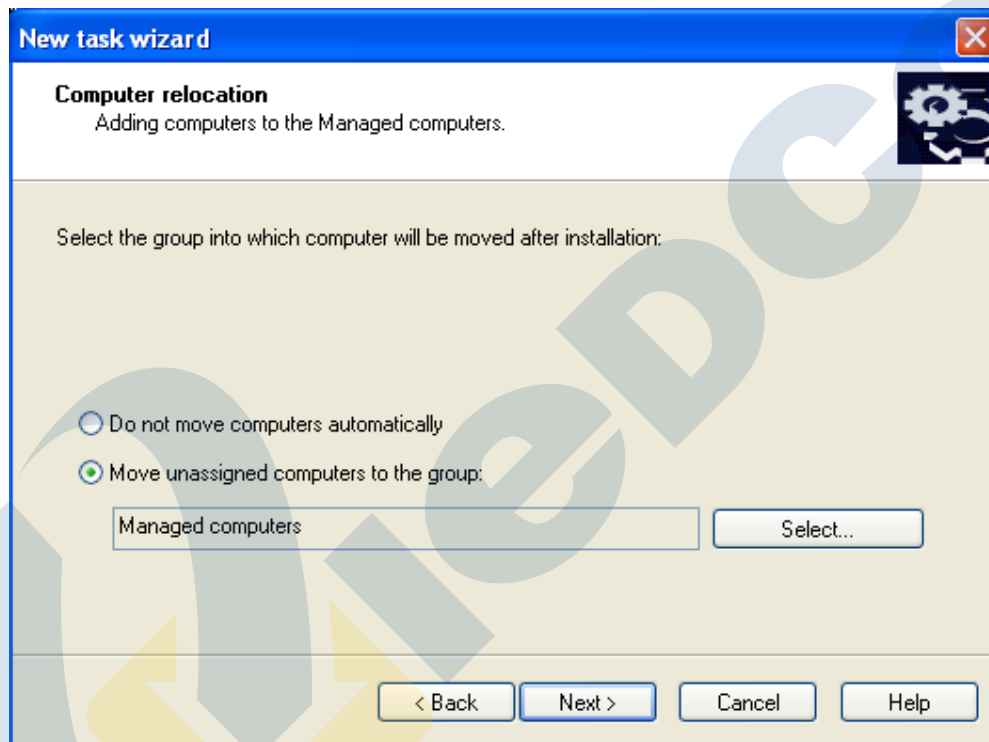 New task wizard
Computer relocation
Adding computers to the Managed computers.
Select the group into which computer will be moved after installation:
Do not move computers automatically
Move unassigned computers to the group:
Managed computers
Select...
< Back
Next >
Cancel
Help